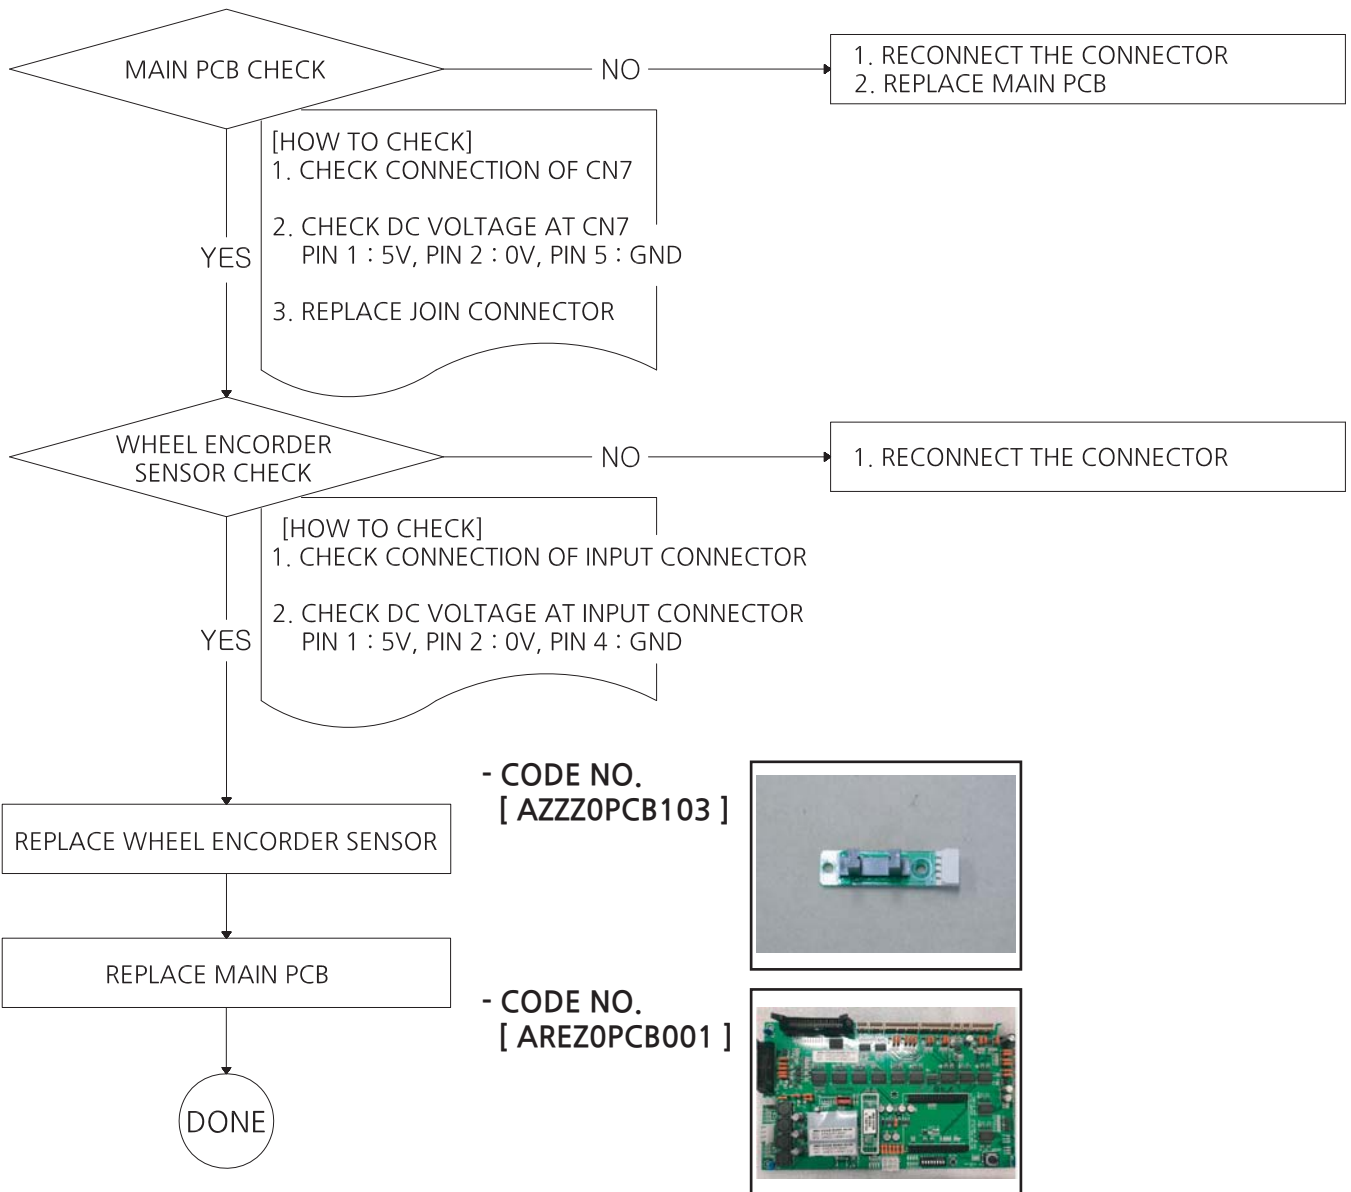 MAIN PCB CHECK
NO
1. RECONNECT THE CONNECTOR
2. REPLACE MAIN PCB
[HOW TO CHECK]
1. CHECK CONNECTION OF CN7
2. CHECK DC VOLTAGE AT CN7
PIN 1 : 5V, PIN 2 : 0V, PIN 5 : GND
3. REPLACE JOIN CONNECTOR
YES
WHEEL ENCORDER
SENSOR CHECK
NO
1. RECONNECT THE CONNECTOR
[HOW TO CHECK]
1. CHECK CONNECTION OF INPUT CONNECTOR
2. CHECK DC VOLTAGE AT INPUT CONNECTOR
PIN 1 : 5V, PIN 2 : 0V, PIN 4 : GND
YES
- CODE NO.
[ AZZZ0PCB103 ]
REPLACE WHEEL ENCORDER SENSOR
REPLACE MAIN PCB
- CODE NO.
[ AREZ0PCB001 ]
DONE